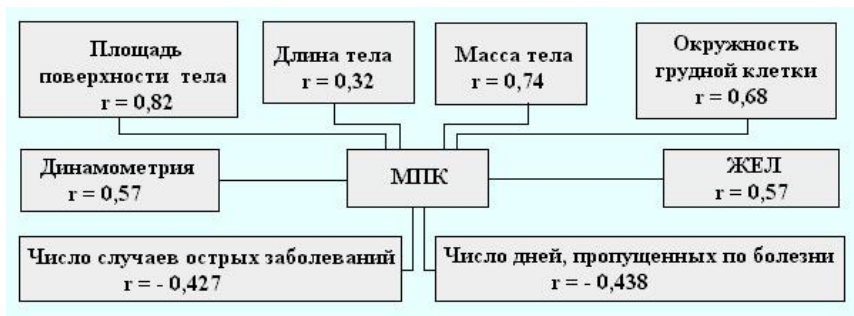 Площадь
поверхности тела
r = 0,82
Длина тела
r = 0,32
Масса тела
r = 0,74
Окружность
грудной клетки
r = 0,68
Динамометрия
r = 0,57
МПК
ЖЕЛ
r = 0,57
Число случаев острых заболеваний
r = - 0,427
Число дней, пропущенных по болезни
r = - 0,438